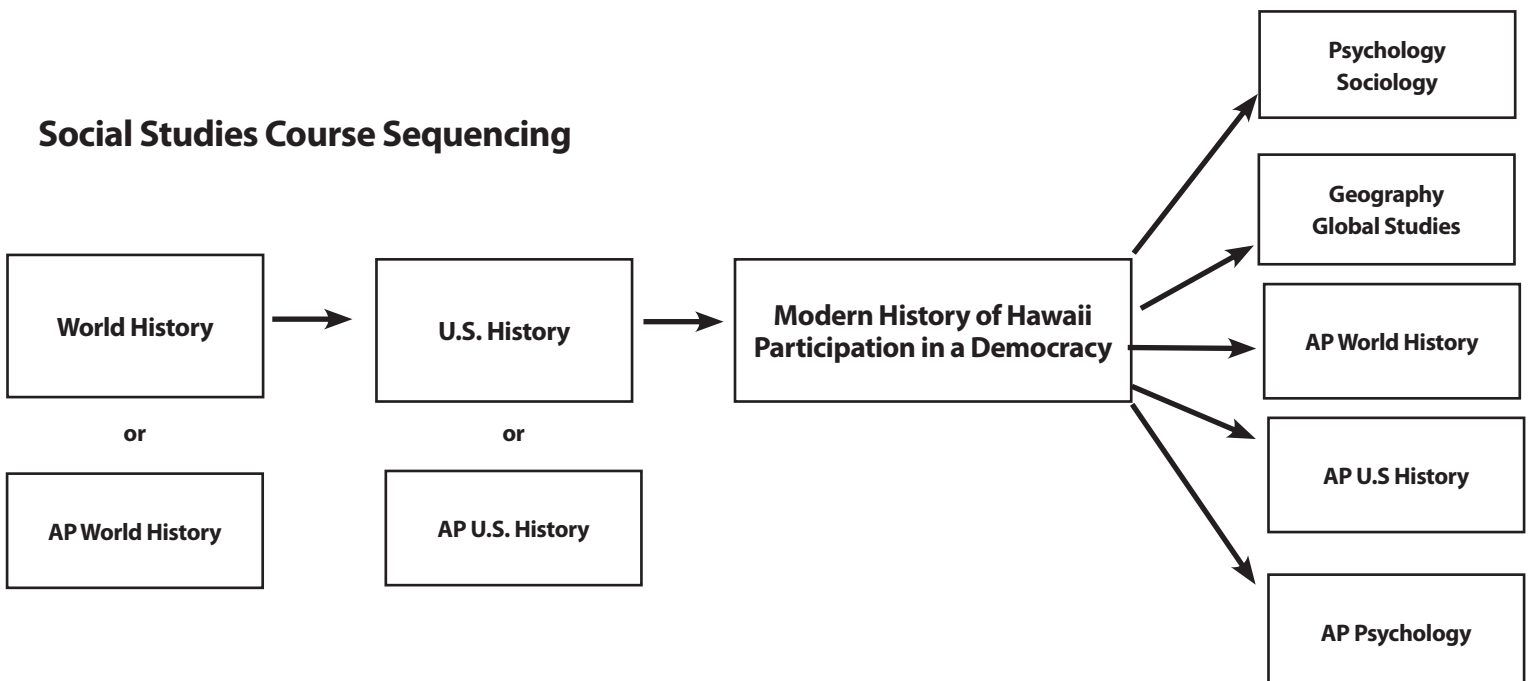 Social Studies Course Sequencing
World History
or
AP World History
U.S. History
or
AP U.S. History
Modern History of Hawaii
Participation in a Democracy
Psychology
Sociology
Geography
Global Studies
AP World History
AP U.S History
AP Psychology